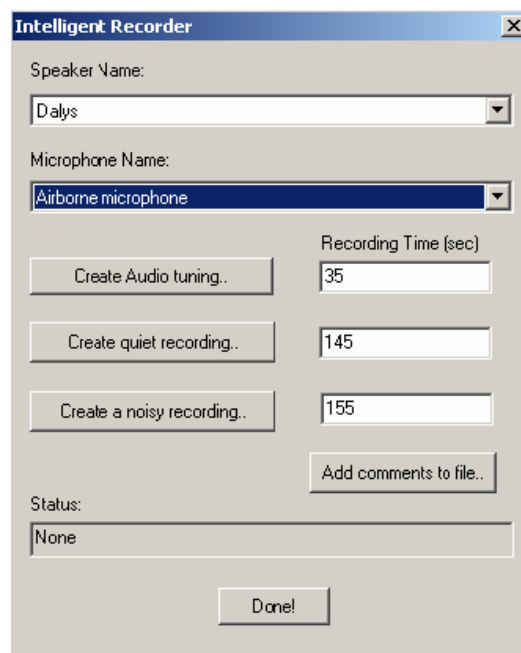 Intelligent Recorder
Speaker Name:
Dalys
Microphone Name:
Airborne microphone
Recording Time (sec)
Create Audio tuning..
35
Create quiet recording..
145
Create a noisy recording..
155
Add comments to file..
Status:
None
Done!